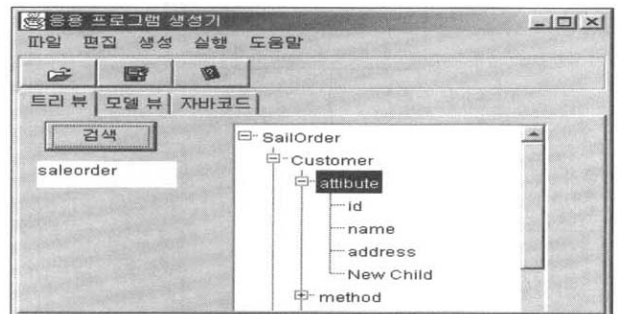 응용 프로그램 생성기
파일 편집 생성 실행 도움말
트리 뷰 모델 뷰 자바코드
검색
saleorder
SailOrder
Customer
attibute
id
name
address
New Child
method